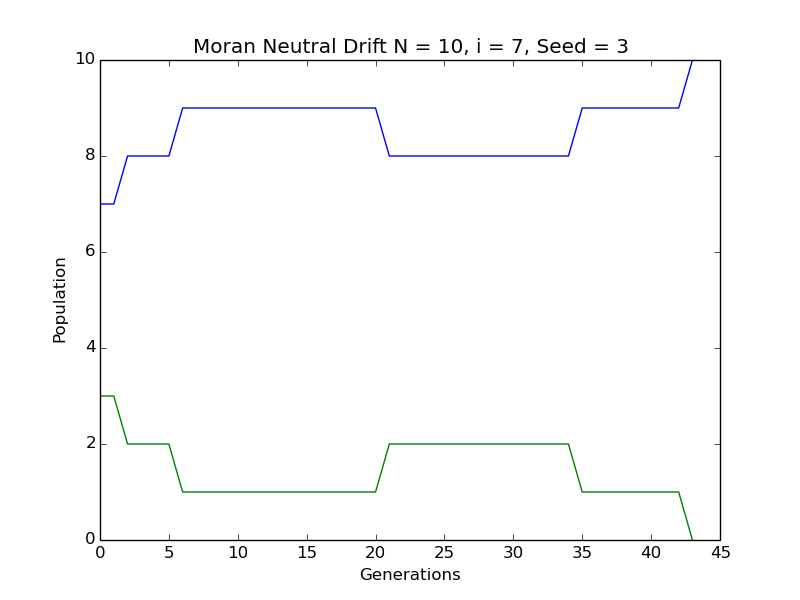 Moran Neutral Drift N = 10, i = 7, Seed = 3
10
8
6
4
2
0
Population
0 5 10 15 20 25 30 35 40 45
Generations